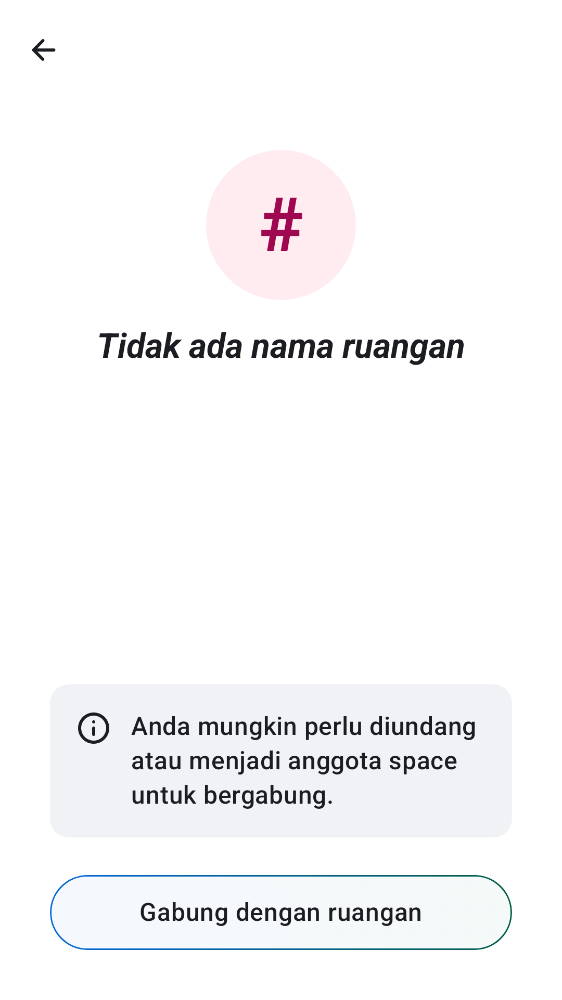 #
Tidak ada nama ruangan
Anda mungkin perlu diundang
atau menjadi anggota space
untuk bergabung.
Gabung dengan ruangan